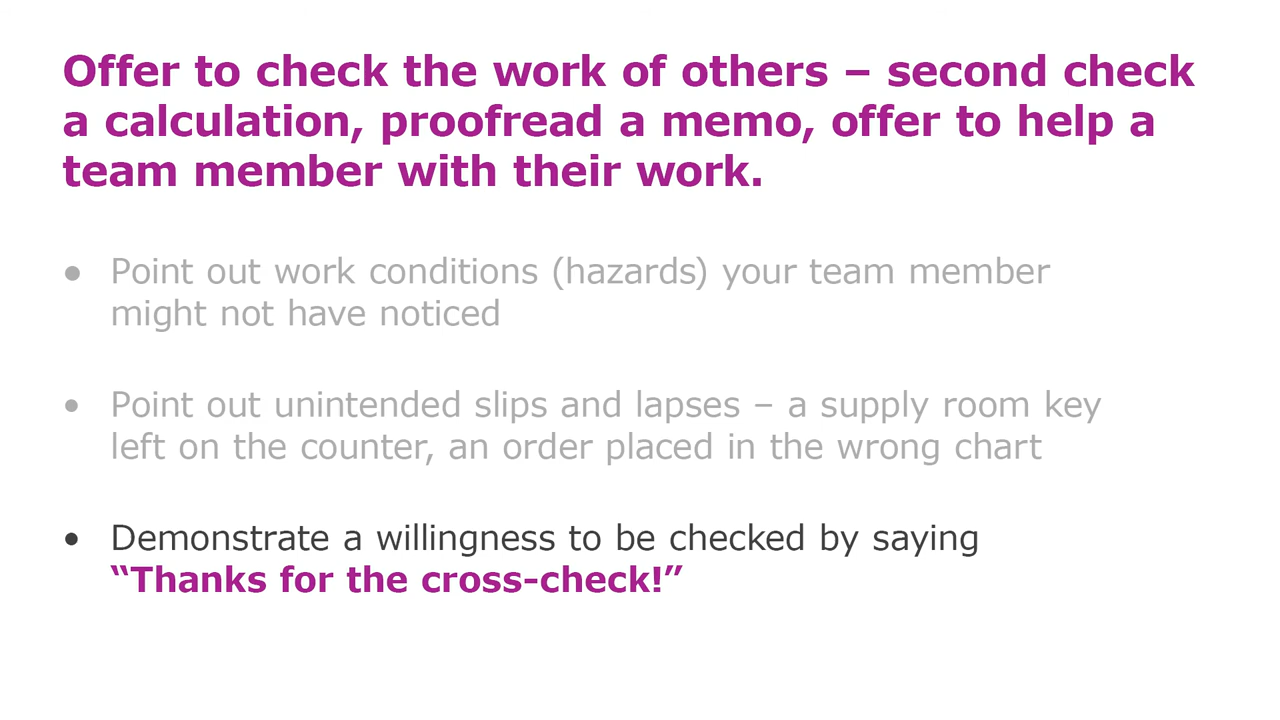 Offer to check the work of others – second check
a calculation, proofread a memo, offer to help a
team member with their work.
● Point out work conditions (hazards) your team member
might not have noticed
• Point out unintended slips and lapses – a supply room key
left on the counter, an order placed in the wrong chart
• Demonstrate a willingness to be checked by saying
“Thanks for the cross-check!”